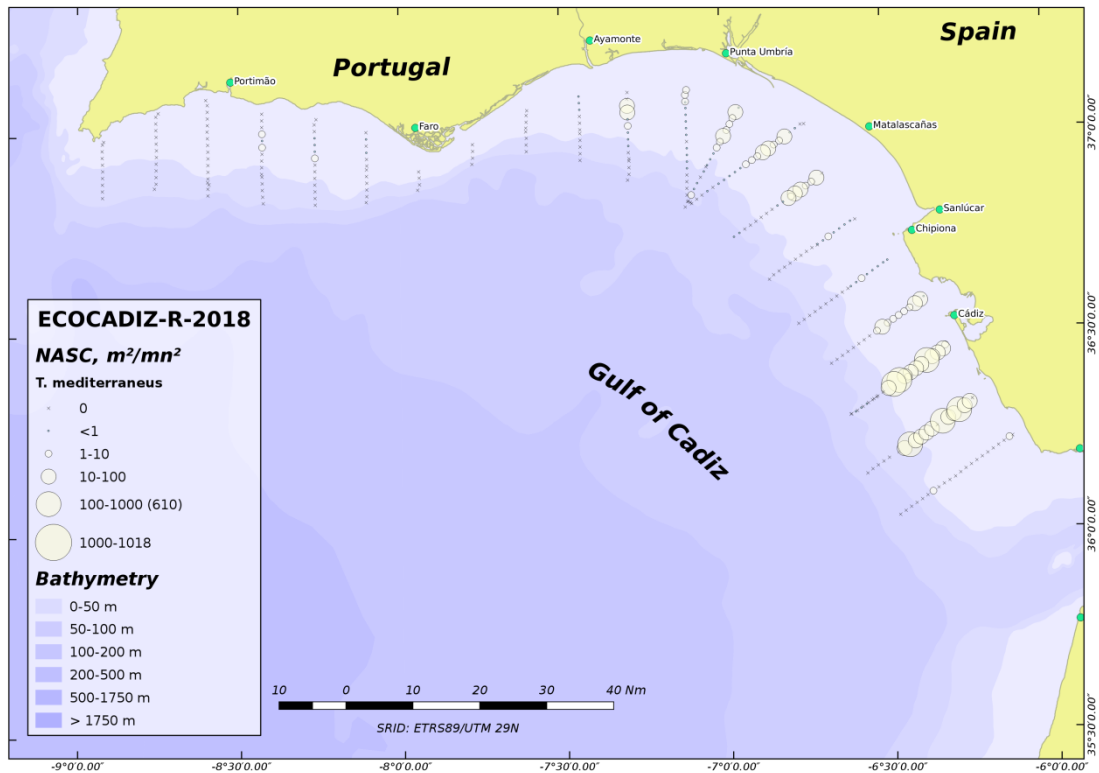 Spain
Ayamonte
Punta Umbría
Portugal
Portimão
Faro
Matalascañas
Sanlúcar
Chipiona
Cádiz
Gulf of Cadiz
ECOCADIZ-R-2018
NASC, m²/mn²
T. mediterraneus
0
<1
1-10
10-100
100-1000 (610)
1000-1018
Bathymetry
0-50 m
50-100 m
100-200 m
200-500 m
500-1750 m
> 1750 m
10 0 10 20 30 40 Nm
SRID: ETRS89/UTM 29N
37°0'0.00"
36°30'0.00"
36°0'0.00"
35°30'0.00"
-9°0'0.00" -8°30'0.00" -8°0'0.00" -7°30'0.00" -7°0'0.00" -6°30'0.00" -6°0'0.00"